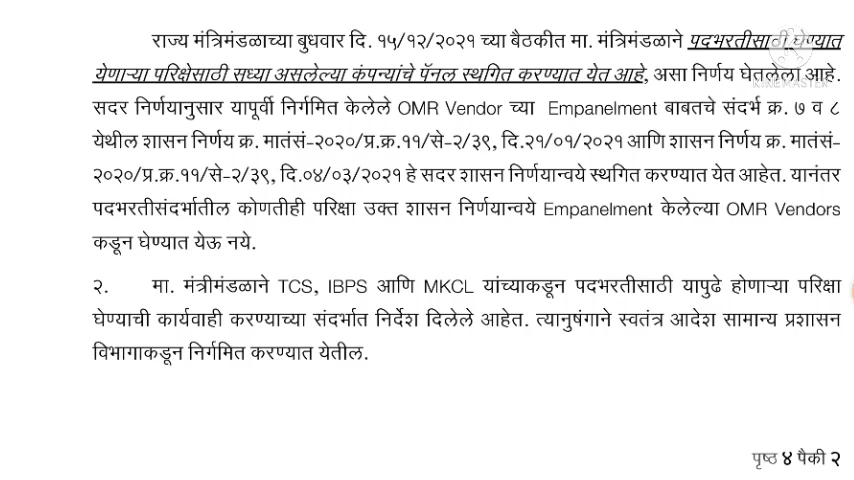 राज्य मंत्रिमंडळाच्या बुधवार दि. १५/१२/२०२१ च्या बैठकीत मा. मंत्रिमंडळाने पदभरतीसाठी घेण्यात
येणाऱ्या परिक्षेसाठी सध्या असलेल्या कंपन्यांचे पॅनल स्थगित करण्यात येत आहे, असा निर्णय घेतलेला आहे.
KINEMASTER
सदर निर्णयानुसार यापूर्वी निर्गमित केलेले OMR Vendor च्या Empanelment बाबतचे संदर्भ क्र. ७ व ८
येथील शासन निर्णय क्र. मातंसं-२०२०/प्र.क्र.११/से-२/३९, दि.२१/०१/२०२१ आणि शासन निर्णय क्र. मातंसं-
२०२०/प्र.क्र.११/से-२/३९, दि.०४/०३/२०२१ हे सदर शासन निर्णयान्वये स्थगित करण्यात येत आहेत. यानंतर
पदभरतीसंदर्भातील कोणतीही परिक्षा उक्त शासन निर्णयान्वये Empanelment केलेल्या OMR Vendors
कडून घेण्यात येऊ नये.
२. मा. मंत्रीमंडळाने TCS, IBPS आणि MKCL यांच्याकडून पदभरतीसाठी यापुढे होणाऱ्या परिक्षा
घेण्याची कार्यवाही करण्याच्या संदर्भात निर्देश दिलेले आहेत. त्यानुषंगाने स्वतंत्र आदेश सामान्य प्रशासन
विभागाकडून निर्गमित करण्यात येतील.
पृष्ठ ४ पैकी २